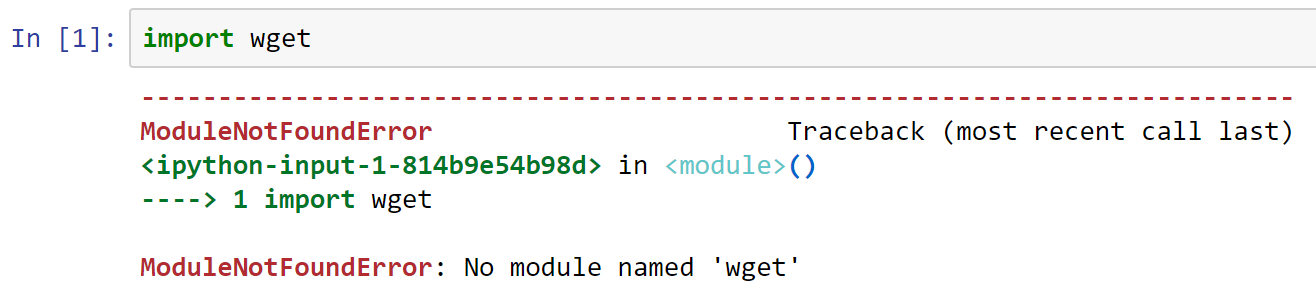 In [1]: import wget
---------------------------------------------------------------------------
ModuleNotFoundError                       Traceback (most recent call last)
<ipython-input-1-814b9e54b98d> in <module>()
----> 1 import wget

ModuleNotFoundError: No module named 'wget'